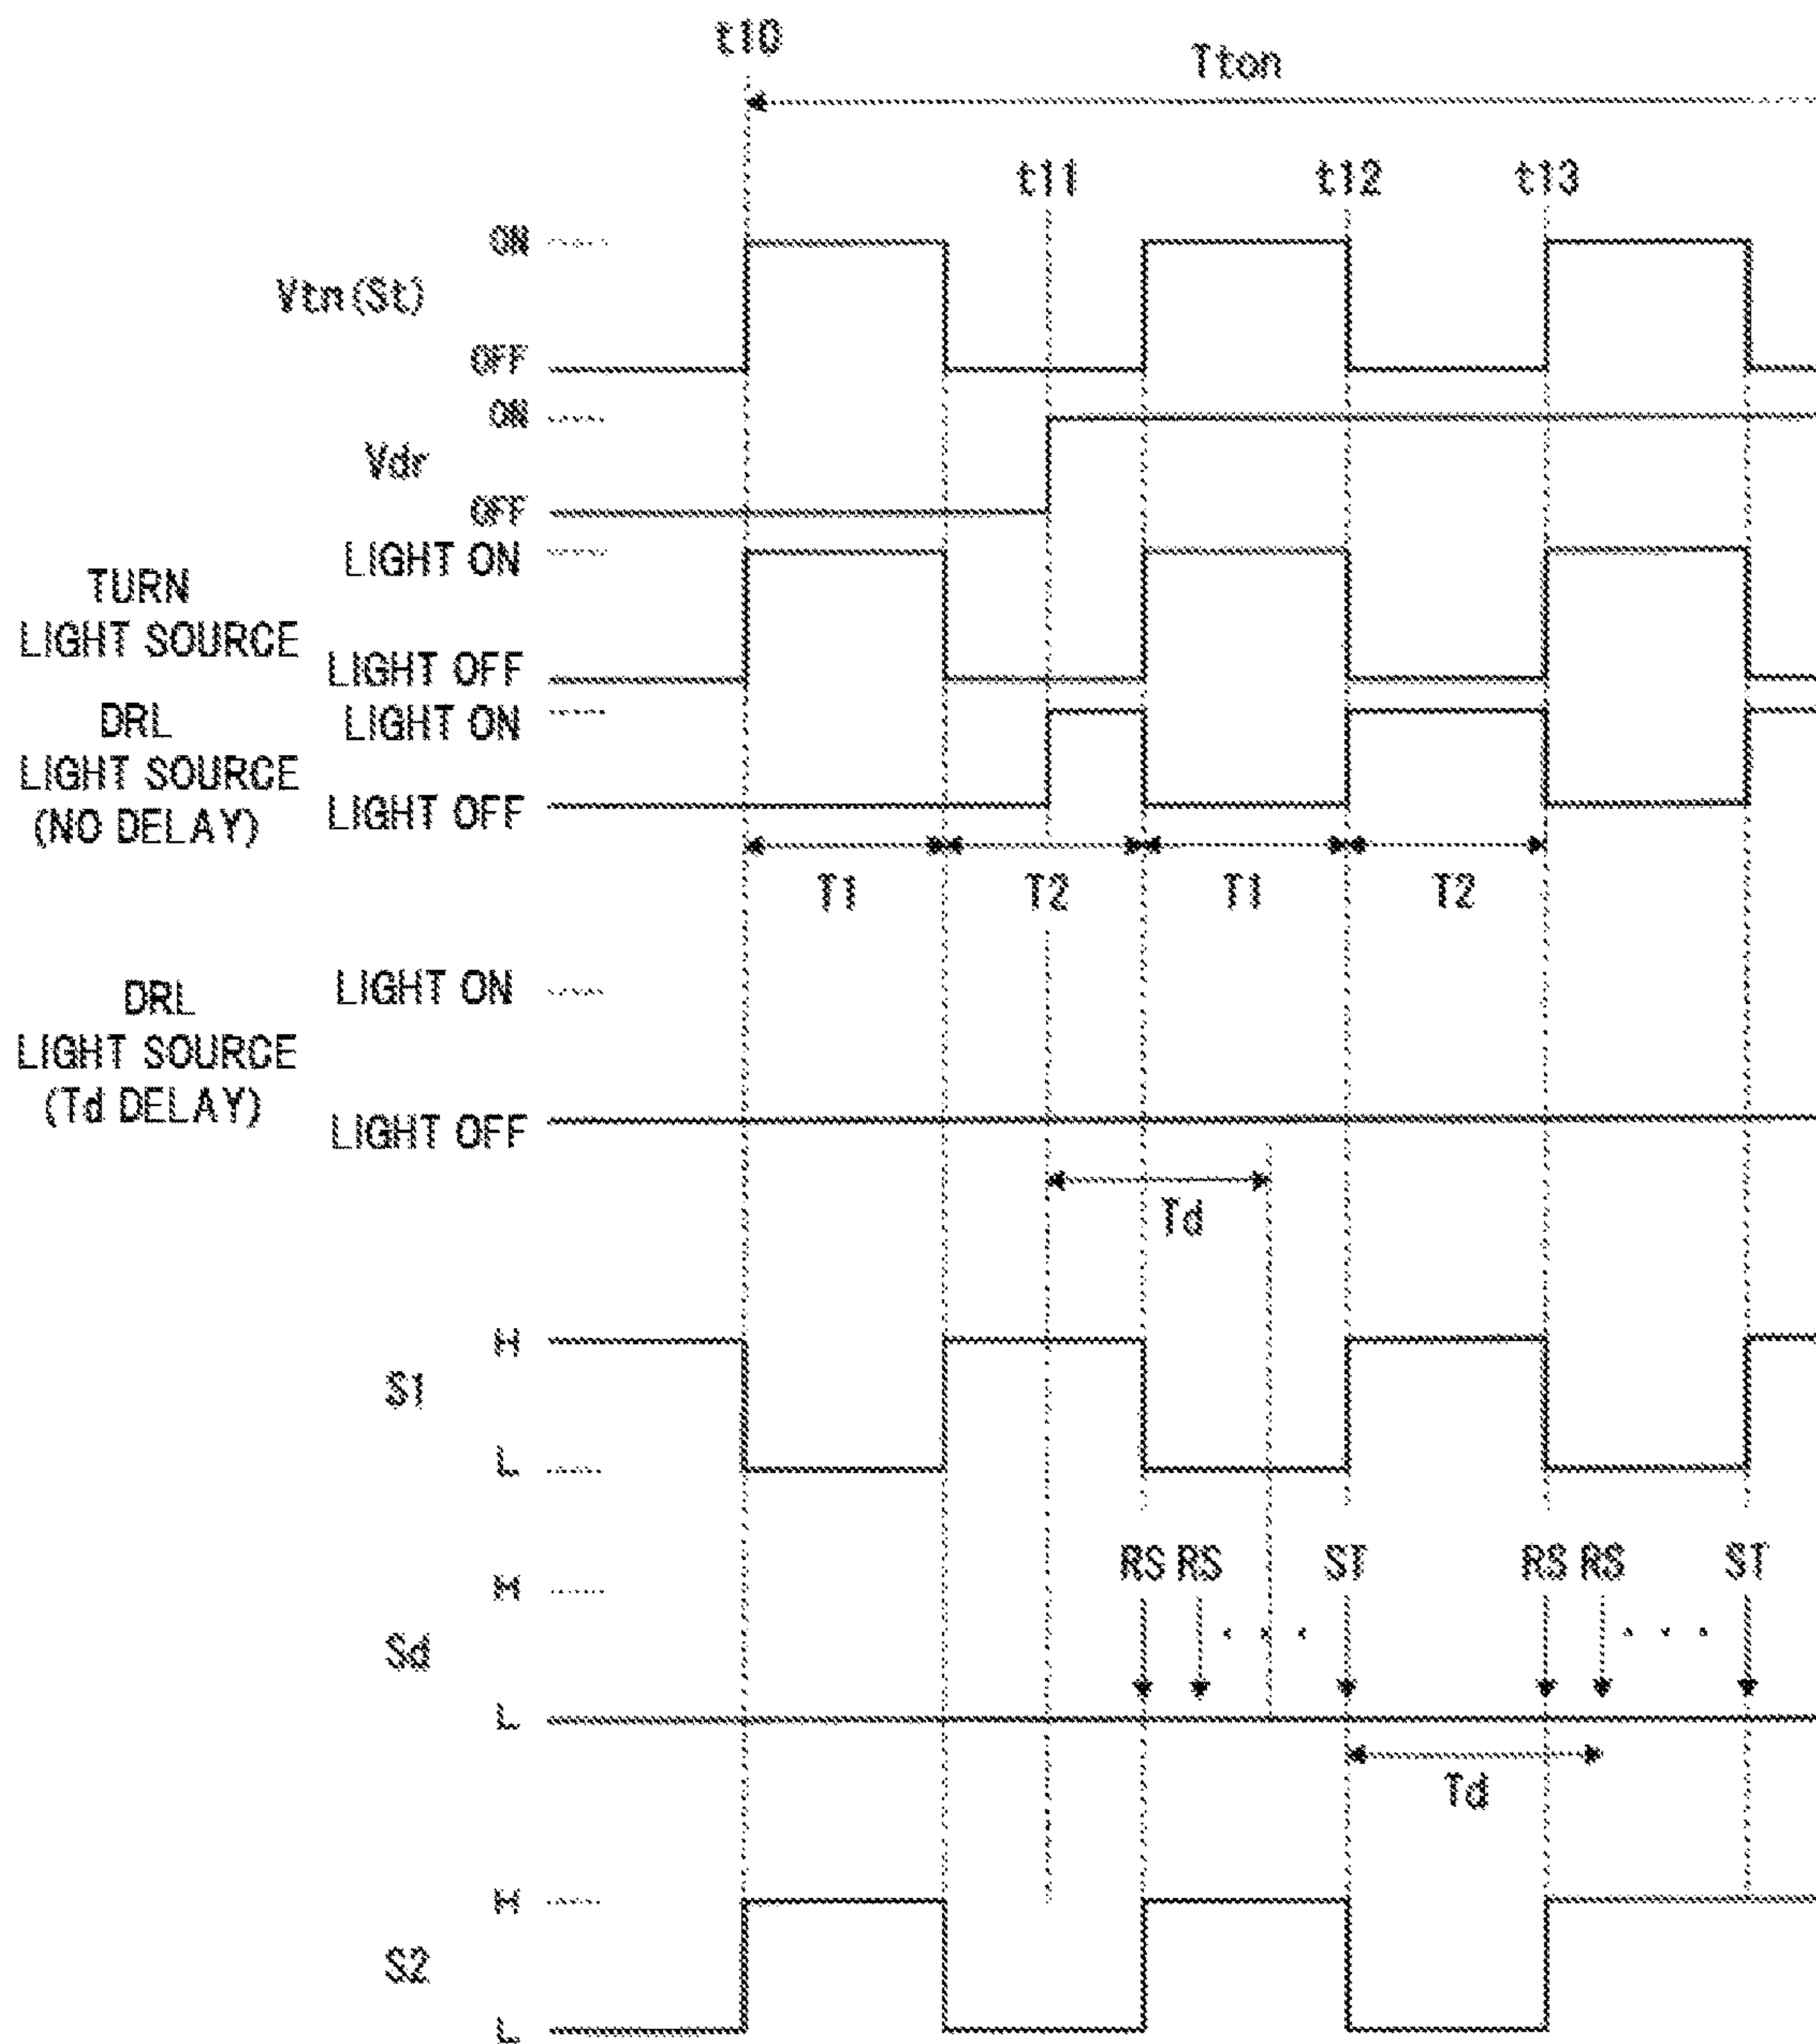 t10
Tton
t11 t12 t13
ON
Vtn(St)
OFF
ON
Vdr
OFF
LIGHT ON
TURN
LIGHT SOURCE
LIGHT OFF
DRL
LIGHT ON
LIGHT SOURCE
(NO DELAY)
LIGHT OFF
T1 T2 T1 T2
LIGHT ON
DRL
LIGHT SOURCE
(Td DELAY)
LIGHT OFF
Td
H
S1
L
RS RS ST RS RS ST
H
. . . . . .
Sd
L
Td
H
S2
L